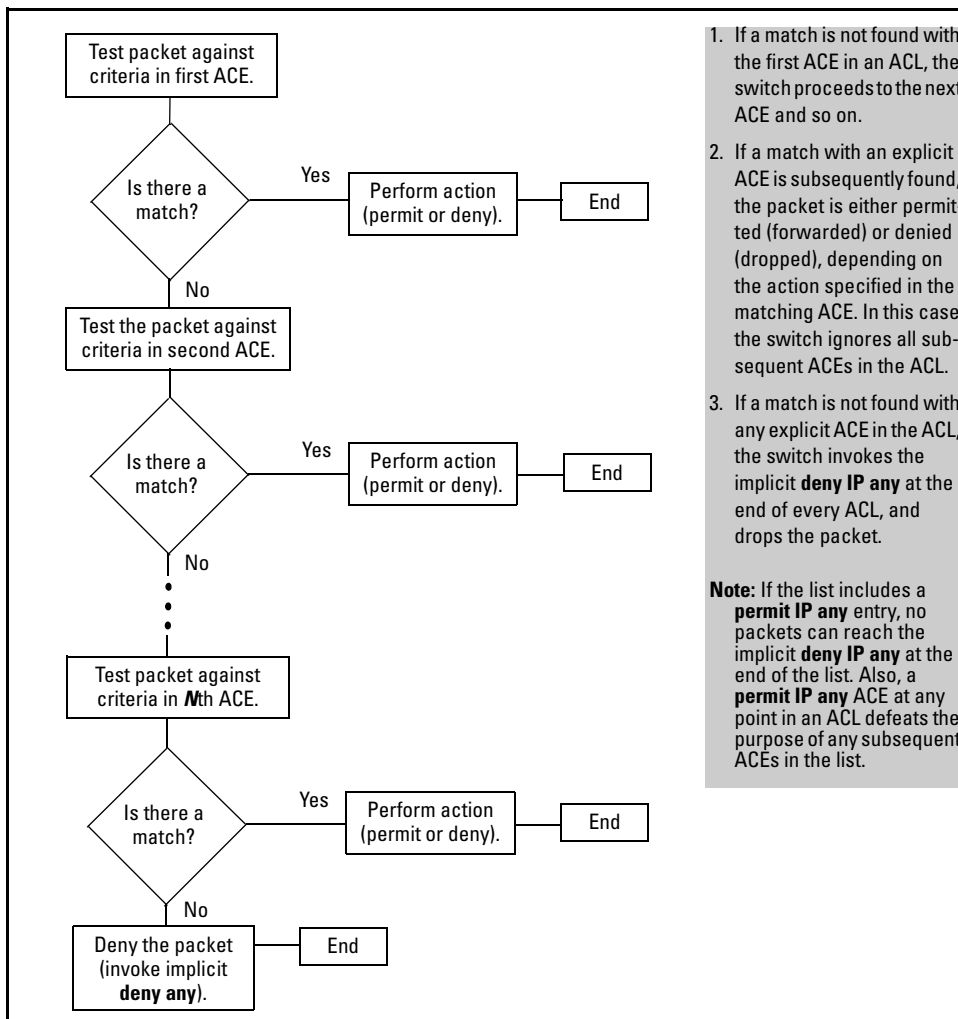 Test packet against
criteria in first ACE.
Is there a
match?
Yes
Perform action
(permit or deny).
End
No
Test the packet against
criteria in second ACE.
Is there a
match?
Yes
Perform action
(permit or deny).
End
No
Test packet against
criteria in Nth ACE.
Is there a
match?
Yes
Perform action
(permit or deny).
End
No
Deny the packet
(invoke implicit
deny any).
End
1. If a match is not found with
the first ACE in an ACL, the
switch proceeds to the next
ACE and so on.
2. If a match with an explicit
ACE is subsequently found,
the packet is either permit-
ted (forwarded) or denied
(dropped), depending on
the action specified in the
matching ACE. In this case
the switch ignores all sub-
sequent ACEs in the ACL.
3. If a match is not found with
any explicit ACE in the ACL,
the switch invokes the
implicit deny IP any at the
end of every ACL, and
drops the packet.
Note: If the list includes a
permit IP any entry, no
packets can reach the
implicit deny IP any at the
end of the list. Also, a
permit IP any ACE at any
point in an ACL defeats the
purpose of any subsequent
ACEs in the list.